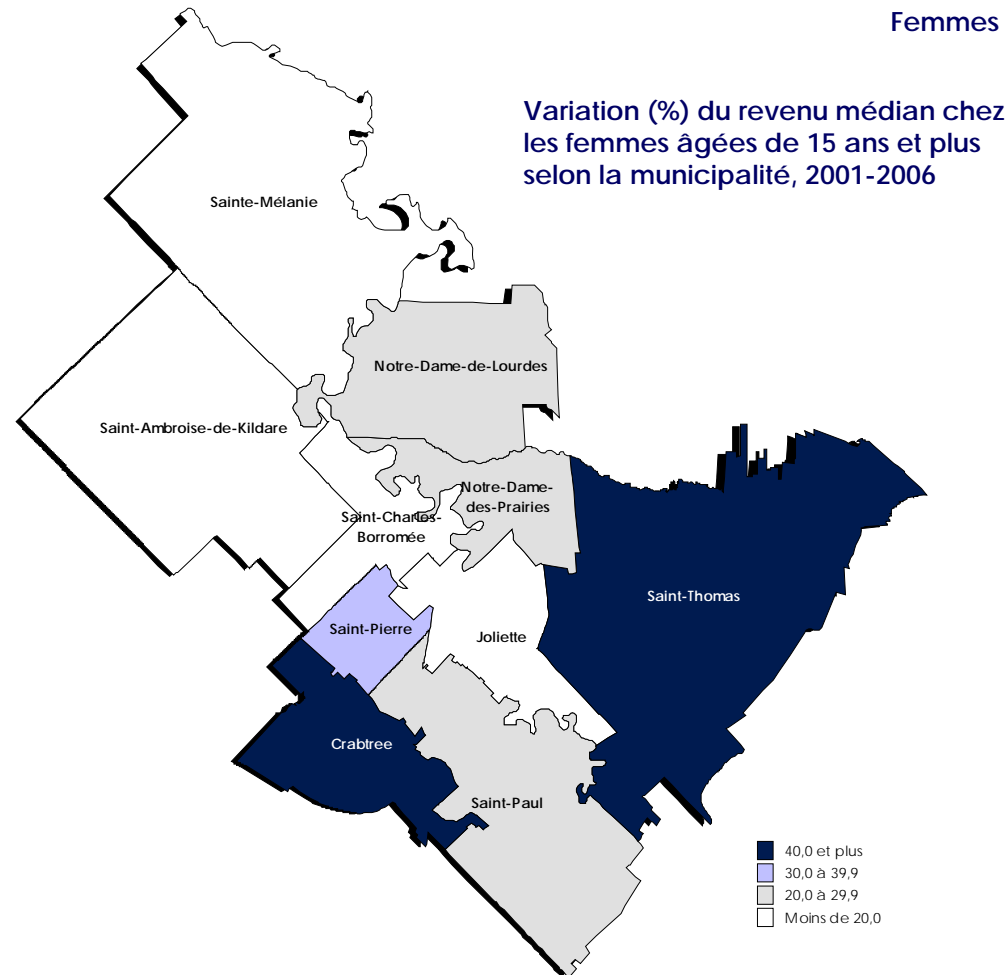 Femmes
Variation (%) du revenu médian chez
les femmes âgées de 15 ans et plus
selon la municipalité, 2001-2006
Sainte-Mélanie
Notre-Dame-de-Lourdes
Saint-Ambroise-de-Kildare
Notre-Dame-
des-Prairies
Saint-Charles-
Borromée
Saint-Thomas
Saint-Pierre
Joliette
Crabtree
Saint-Paul
40,0 et plus
30,0 à 39,9
20,0 à 29,9
Moins de 20,0